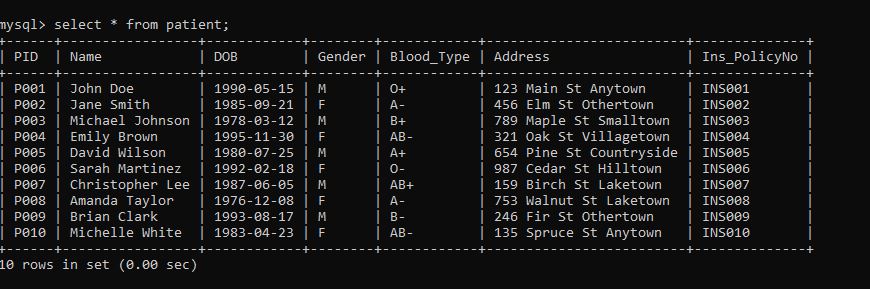 mysql> select * from patient;
+------+-----------------+------------+--------+------------+------------------------+--------------+
| PID  | Name            | DOB        | Gender | Blood_Type | Address                | Ins_PolicyNo |
+------+-----------------+------------+--------+------------+------------------------+--------------+
| P001 | John Doe        | 1990-05-15 | M      | O+         | 123 Main St Anytown    | INS001       |
| P002 | Jane Smith      | 1985-09-21 | F      | A-         | 456 Elm St Othertown   | INS002       |
| P003 | Michael Johnson | 1978-03-12 | M      | B+         | 789 Maple St Smalltown | INS003       |
| P004 | Emily Brown     | 1995-11-30 | F      | AB-        | 321 Oak St Villagetown | INS004       |
| P005 | David Wilson    | 1980-07-25 | M      | A+         | 654 Pine St Countryside | INS005       |
| P006 | Sarah Martinez  | 1992-02-18 | F      | O-         | 987 Cedar St Hilltown  | INS006       |
| P007 | Christopher Lee | 1987-06-05 | M      | AB+        | 159 Birch St Laketown  | INS007       |
| P008 | Amanda Taylor   | 1976-12-08 | F      | A-         | 753 Walnut St Laketown | INS008       |
| P009 | Brian Clark     | 1993-08-17 | M      | B-         | 246 Fir St Othertown   | INS009       |
| P010 | Michelle White  | 1983-04-23 | F      | AB-        | 135 Spruce St Anytown  | INS010       |
+------+-----------------+------------+--------+------------+------------------------+--------------+
10 rows in set (0.00 sec)